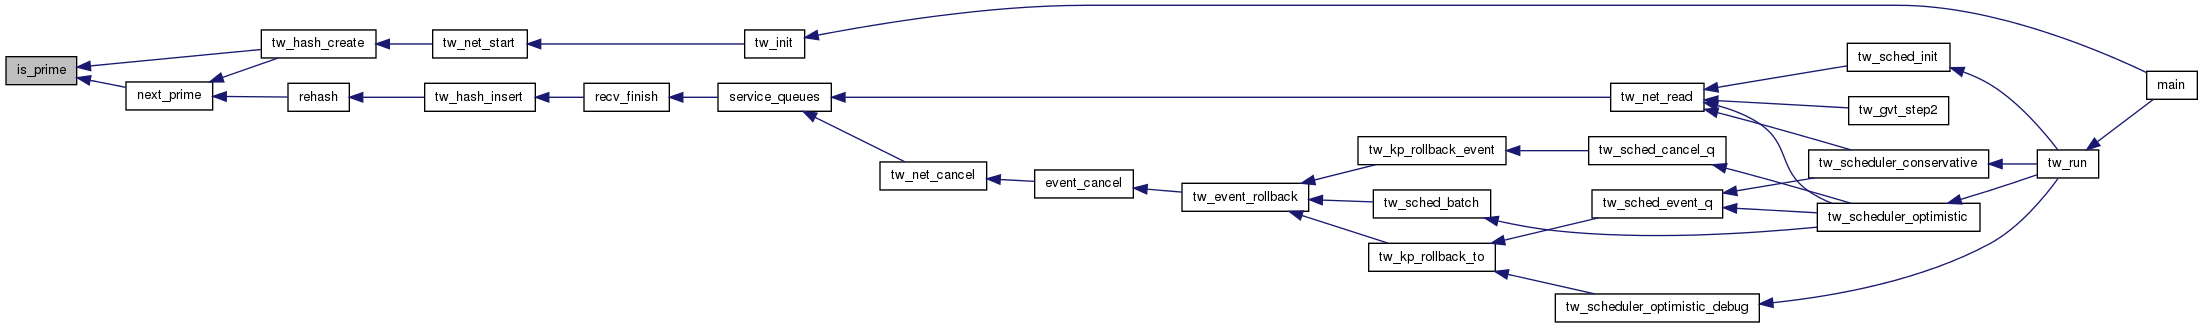 is_prime
tw_hash_create
next_prime
tw_net_start
rehash
tw_hash_insert
recv_finish
tw_init
service_queues
tw_net_cancel
event_cancel
tw_event_rollback
tw_kp_rollback_event
tw_sched_batch
tw_kp_rollback_to
tw_sched_cancel_q
tw_sched_event_q
tw_scheduler_optimistic_debug
tw_net_read
tw_sched_init
tw_gvt_step2
tw_scheduler_conservative
tw_scheduler_optimistic
tw_run
main